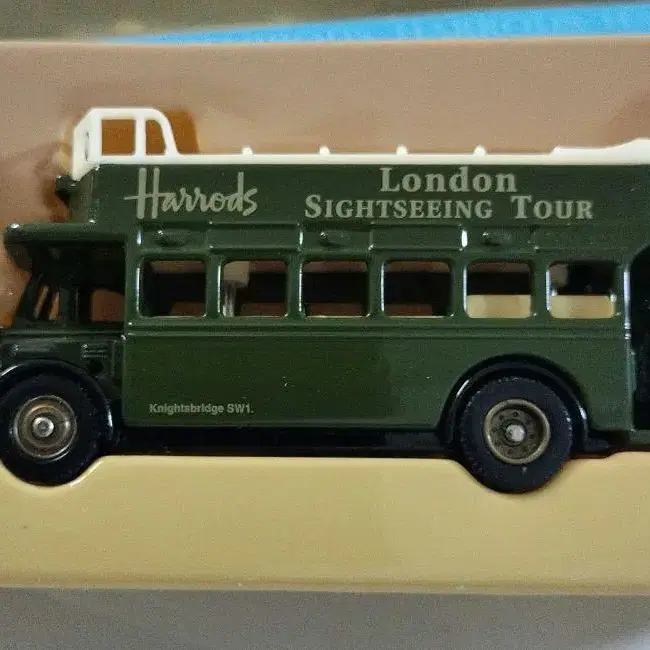 Harrods
London
SIGHTSEEING TOUR
Knightsbridge SW1.